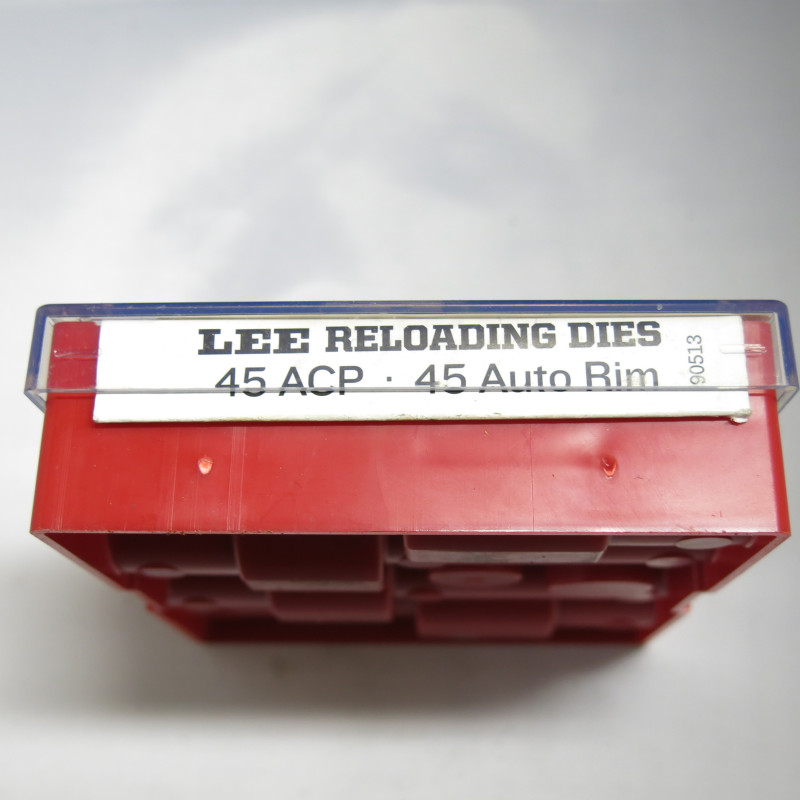 LEE RELOADING DIES
45 ACP · 45 Auto Rim
90513